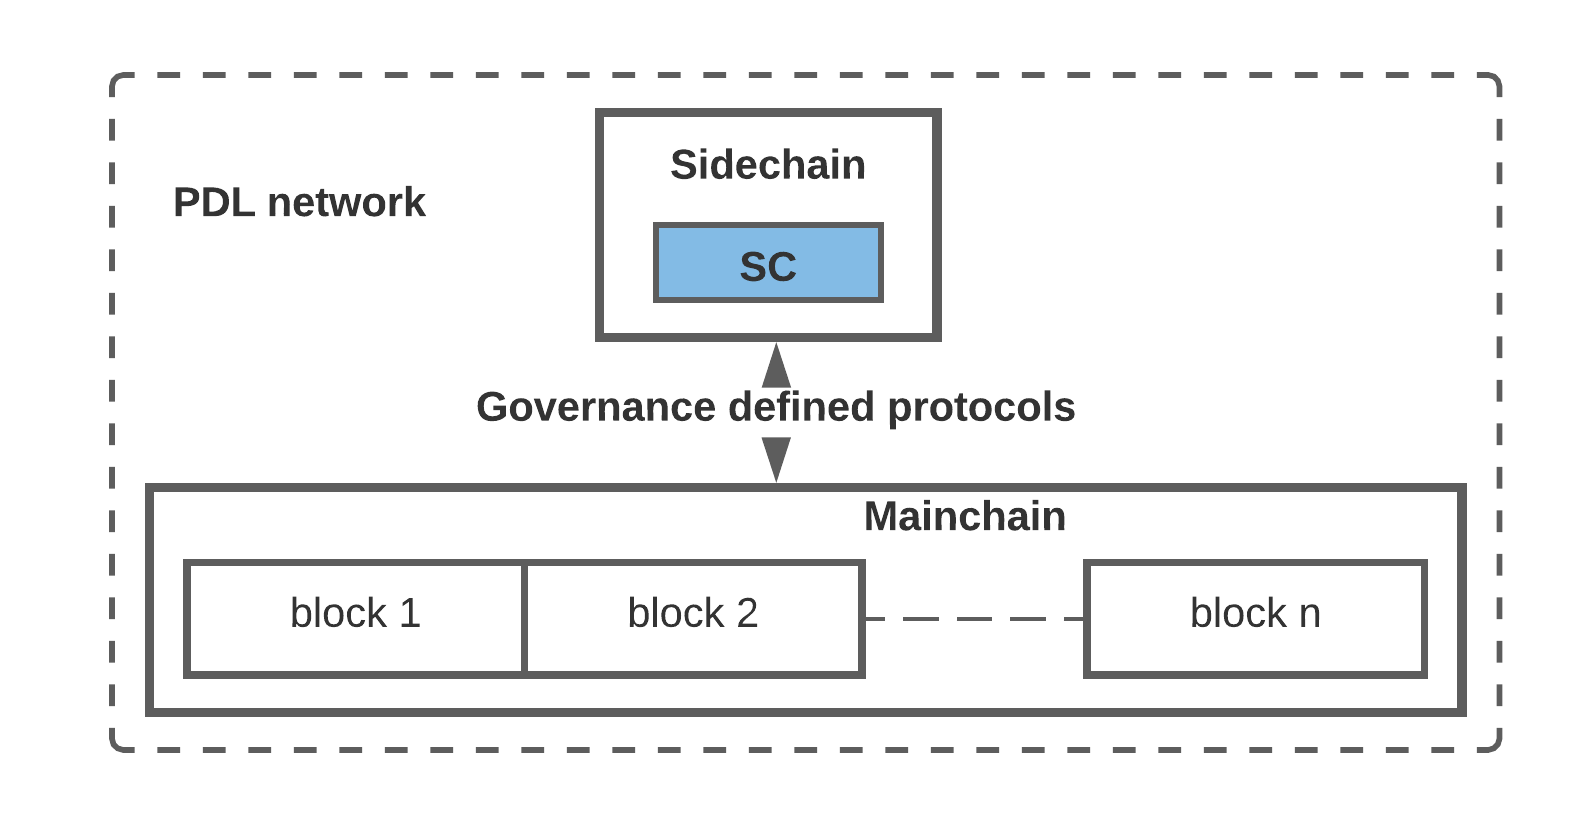 Sidechain
PDL network
SC
Governance defined protocols
Mainchain
block 1
block 2
block n